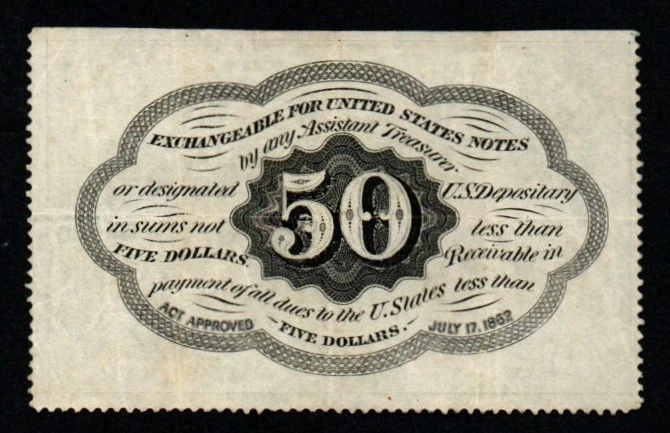 EXCHANGEABLE FOR UNITED STATES NOTES
by any Assistant Treasurer
or designated U.S. Depositary
in sums not less than
FIVE DOLLARS. Receivable in
payment of all dues to the U. States less than
FIVE DOLLARS.
50
ACT APPROVED JULY 17. 1862